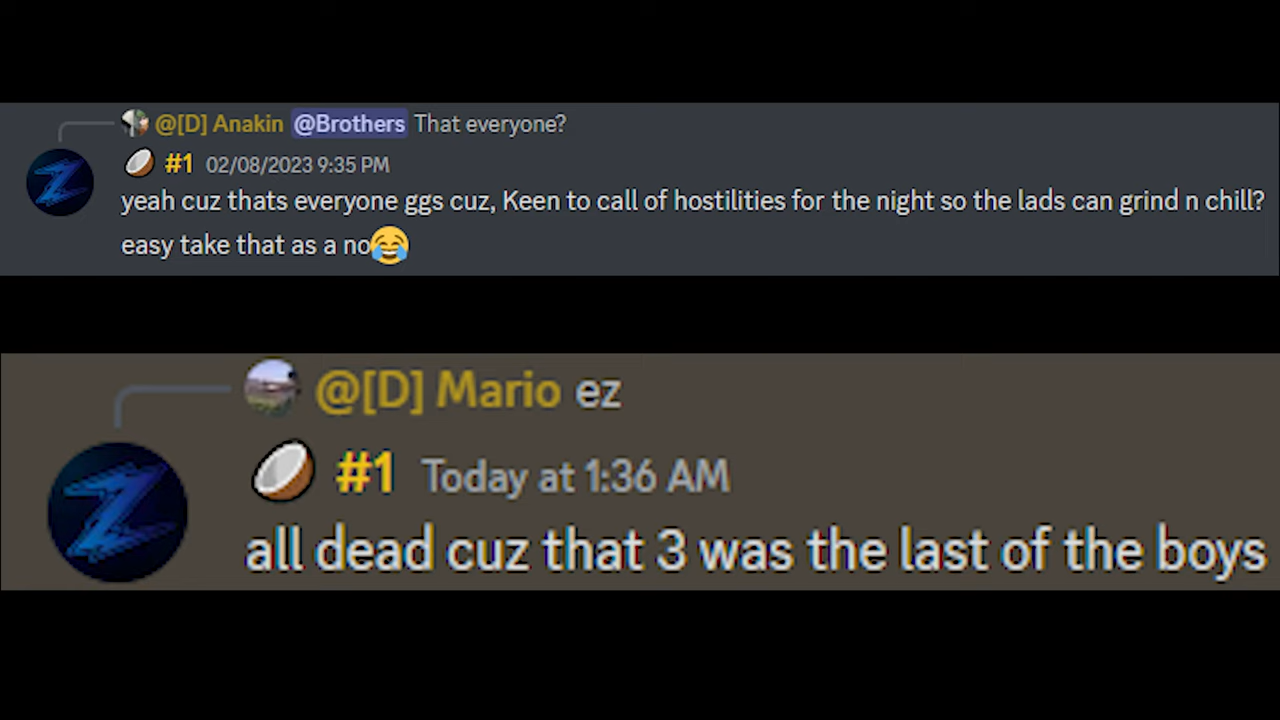 @[D] Anakin @Brothers That everyone?
🥥 #1 02/08/2023 9:35 PM
yeah cuz thats everyone ggs cuz, Keen to call of hostilities for the night so the lads can grind n chill?
easy take that as a no😂
@[D] Mario ez
🥥 #1 Today at 1:36 AM
all dead cuz that 3 was the last of the boys